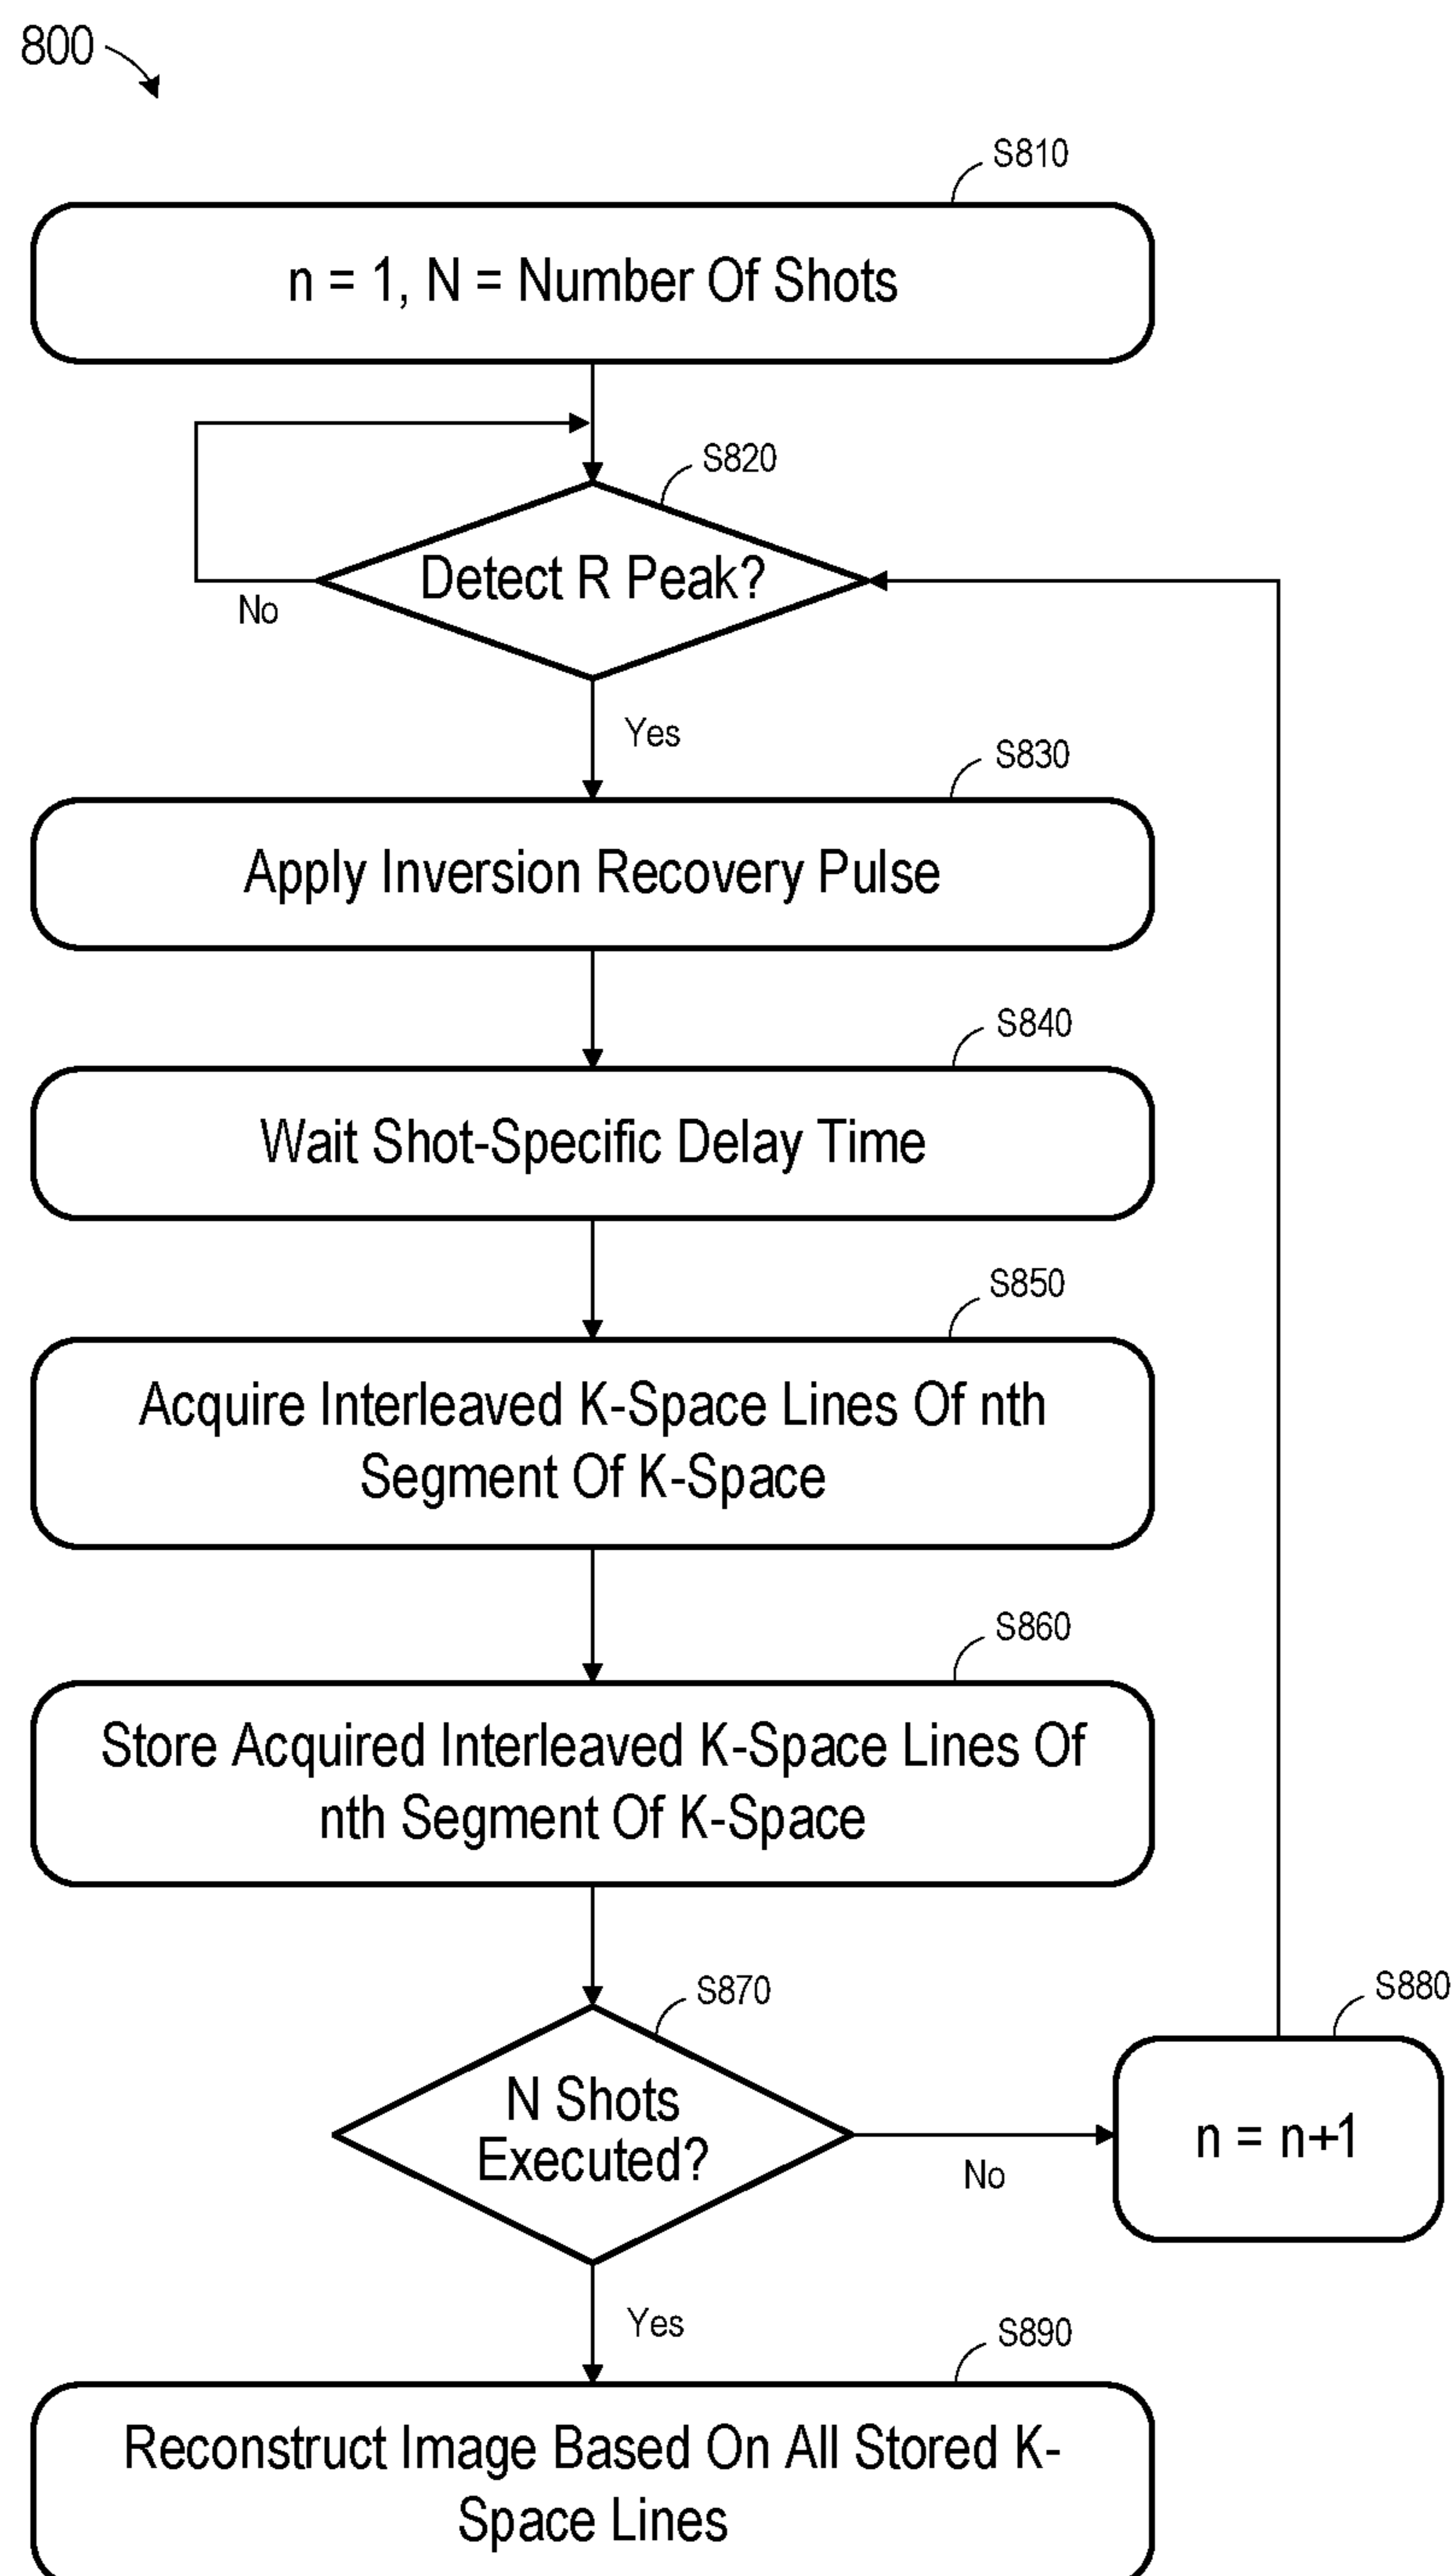 800
S810
n = 1, N = Number Of Shots
S820
Detect R Peak?
No
Yes
S830
Apply Inversion Recovery Pulse
S840
Wait Shot-Specific Delay Time
S850
Acquire Interleaved K-Space Lines Of nth
Segment Of K-Space
S860
Store Acquired Interleaved K-Space Lines Of
nth Segment Of K-Space
S870
N Shots
Executed?
No
S880
n = n+1
Yes
S890
Reconstruct Image Based On All Stored K-
Space Lines